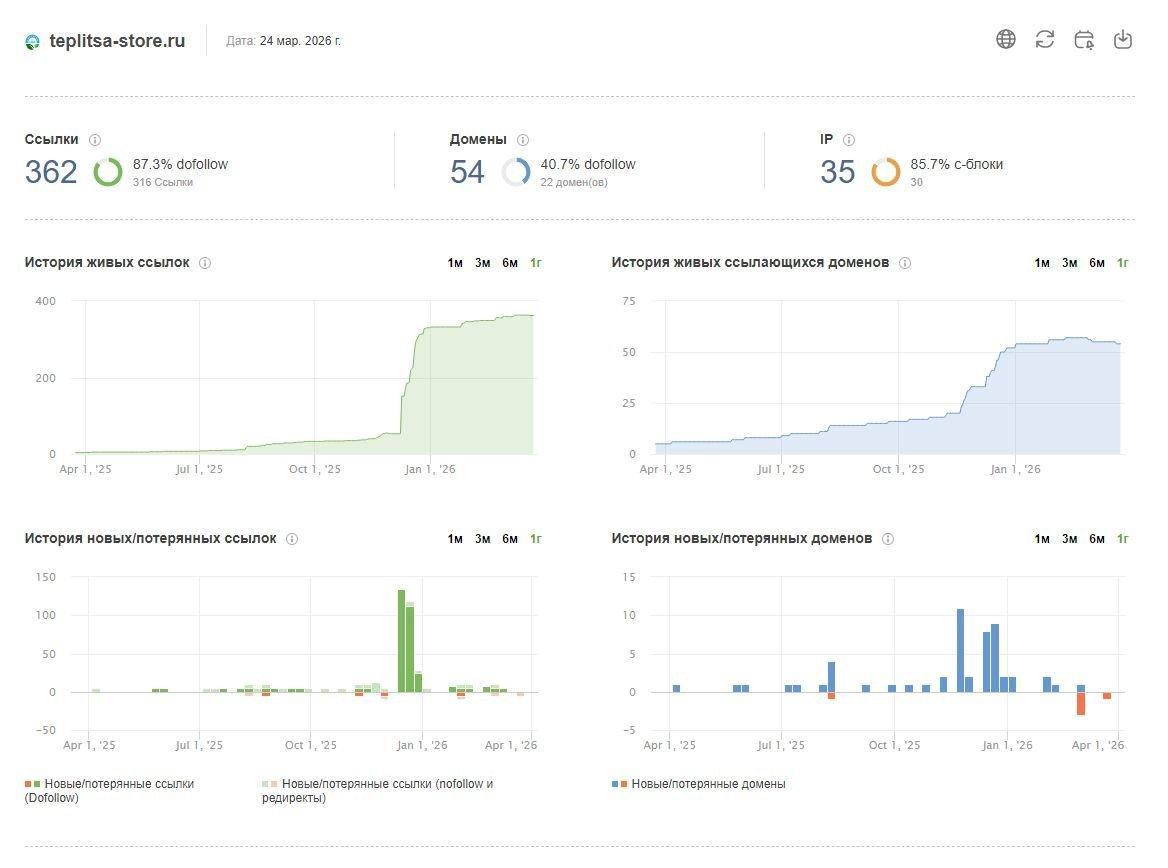 teplitsa-store.ru
Дата: 24 мар. 2026 г.
Ссылки
362
87.3% dofollow
316 Ссылки
Домены
54
40.7% dofollow
22 домен(ов)
IP
35
85.7% с-блоки
30
История живых ссылок
1м 3м 6м 1г
400
200
0
Apr 1, '25 Jul 1, '25 Oct 1, '25 Jan 1, '26
История живых ссылающихся доменов
1м 3м 6м 1г
75
50
25
0
Apr 1, '25 Jul 1, '25 Oct 1, '25 Jan 1, '26
История новых/потерянных ссылок
1м 3м 6м 1г
150
100
50
0
−50
Apr 1, '25 Jul 1, '25 Oct 1, '25 Jan 1, '26 Apr 1, '26
Новые/потерянные ссылки
(Dofollow)
Новые/потерянные ссылки (nofollow и
редиректы)
История новых/потерянных доменов
1м 3м 6м 1г
15
10
5
0
−5
Apr 1, '25 Jul 1, '25 Oct 1, '25 Jan 1, '26 Apr 1, '26
Новые/потерянные домены